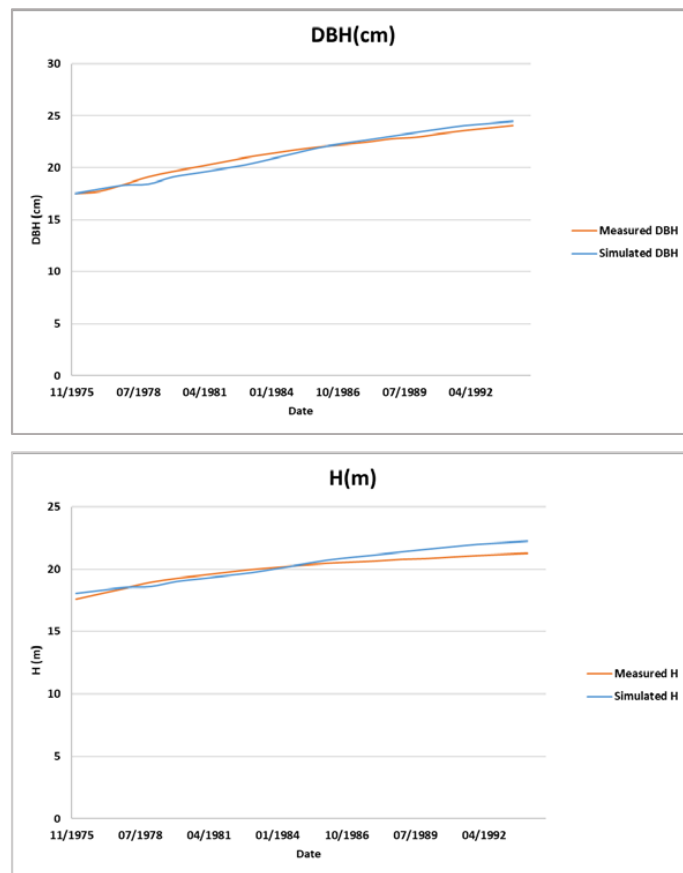 DBH(cm)
30
25
20
15
10
5
0
DBH (cm)
11/1975 07/1978 04/1981 01/1984 10/1986 07/1989 04/1992
Date
Measured DBH
Simulated DBH
H(m)
25
20
15
10
5
0
H (m)
11/1975 07/1978 04/1981 01/1984 10/1986 07/1989 04/1992
Date
Measured H
Simulated H